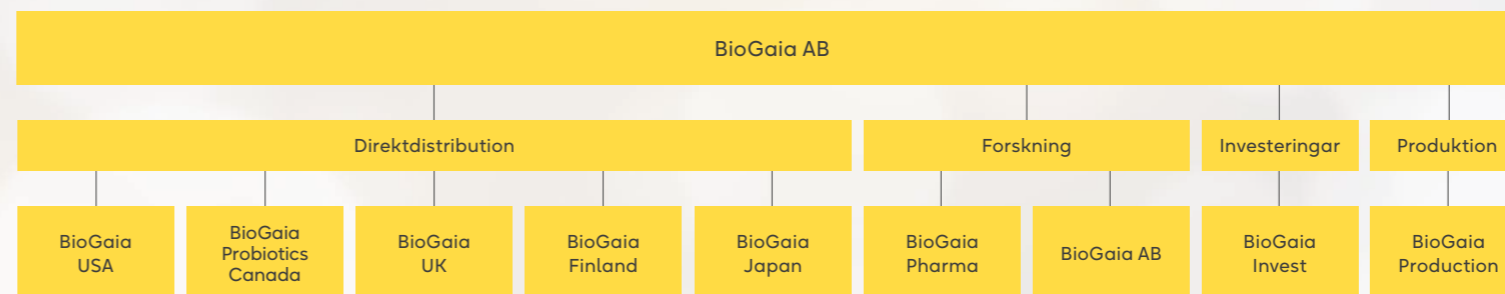 BioGaia AB
Direktdistribution
Forskning
Investeringar
Produktion
BioGaia
USA
BioGaia
Probiotics
Canada
BioGaia
UK
BioGaia
Finland
BioGaia
Japan
BioGaia
Pharma
BioGaia AB
BioGaia
Invest
BioGaia
Production